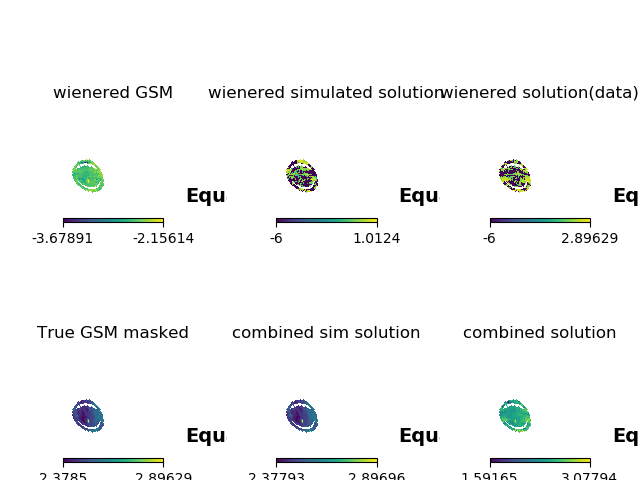 wienered GSM
wienered simulated solution
wienered solution(data)
Equ
Equ
Eq
-3.67891 -2.15614
-6 1.0124
-6 2.89629
True GSM masked
combined sim solution
combined solution
Equ
Equ
Eq
2.3785 2.89629
2.37793 2.89696
1.59165 3.07794